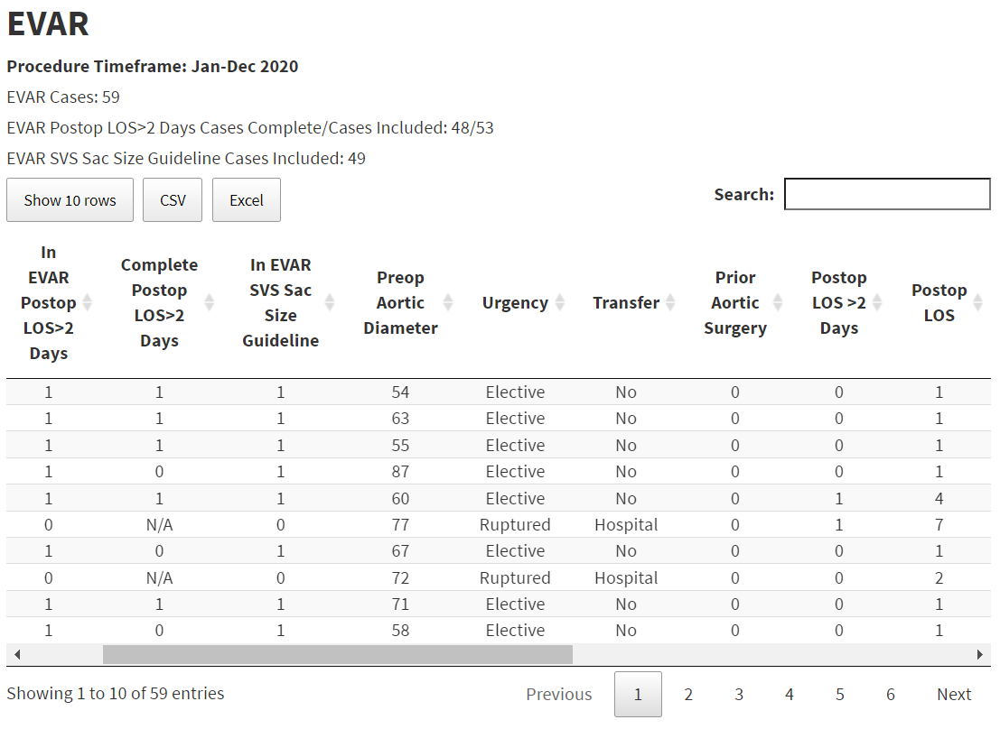 EVAR
Procedure Timeframe: Jan-Dec 2020
EVAR Cases: 59
EVAR Postop LOS>2 Days Cases Complete/Cases Included: 48/53
EVAR SVS Sac Size Guideline Cases Included: 49
Show 10 rows CSV Excel Search:
In EVAR Postop LOS>2 Days Complete Postop LOS>2 Days In EVAR SVS Sac Size Guideline Preop Aortic Diameter Urgency Transfer Prior Aortic Surgery Postop LOS >2 Days Postop LOS
1 1 1 54 Elective No 0 0 1
1 1 1 63 Elective No 0 0 1
1 1 1 55 Elective No 0 0 1
1 0 1 87 Elective No 0 0 1
1 1 1 60 Elective No 0 1 4
0 N/A 0 77 Ruptured Hospital 0 1 7
1 0 1 67 Elective No 0 0 1
0 N/A 0 72 Ruptured Hospital 0 0 2
1 1 1 71 Elective No 0 0 1
1 0 1 58 Elective No 0 0 1
Showing 1 to 10 of 59 entries Previous 1 2 3 4 5 6 Next